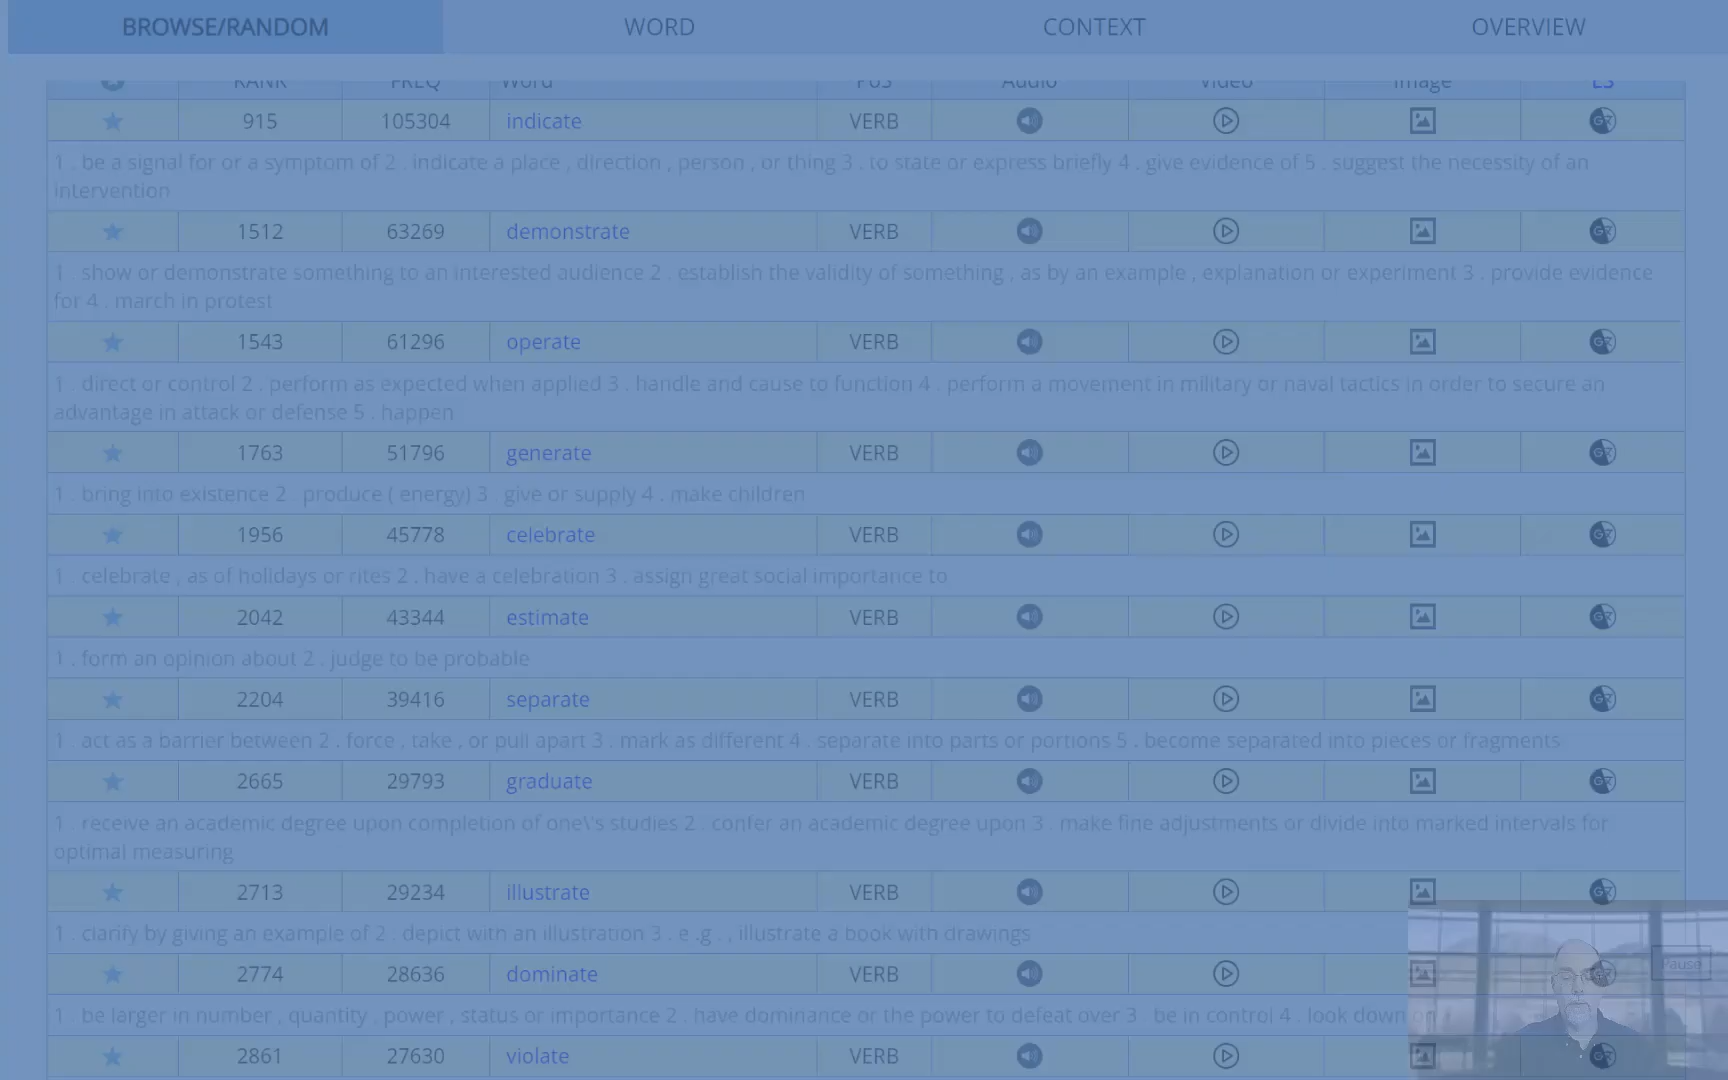 BROWSE/RANDOM WORD CONTEXT OVERVIEW
RANK FREQ Word PoS Audio Video Image ES
915 105304 indicate VERB
1 . be a signal for or a symptom of 2 . indicate a place , direction , person , or thing 3 . to state or express briefly 4 . give evidence of 5 . suggest the necessity of an
intervention
1512 63269 demonstrate VERB
1 . show or demonstrate something to an interested audience 2 . establish the validity of something , as by an example , explanation or experiment 3 . provide evidence
for 4 . march in protest
1543 61296 operate VERB
1 . direct or control 2 . perform as expected when applied 3 . handle and cause to function 4 . perform a movement in military or naval tactics in order to secure an
advantage in attack or defense 5 . happen
1763 51796 generate VERB
1 . bring into existence 2 . produce ( energy) 3 . give or supply 4 . make children
1956 45778 celebrate VERB
1 . celebrate , as of holidays or rites 2 . have a celebration 3 . assign great social importance to
2042 43344 estimate VERB
1 . form an opinion about 2 . judge to be probable
2204 39416 separate VERB
1 . act as a barrier between 2 . force , take , or pull apart 3 . mark as different 4 . separate into parts or portions 5 . become separated into pieces or fragments
2665 29793 graduate VERB
1 . receive an academic degree upon completion of one\'s studies 2 . confer an academic degree upon 3 . make fine adjustments or divide into marked intervals for
optimal measuring
2713 29234 illustrate VERB
1 . clarify by giving an example of 2 . depict with an illustration 3 . e .g . , illustrate a book with drawings
2774 28636 dominate VERB
Pause
1 . be larger in number , quantity , power , status or importance 2 . have dominance or the power to defeat over 3 . be in control 4 . look down on
2861 27630 violate VERB